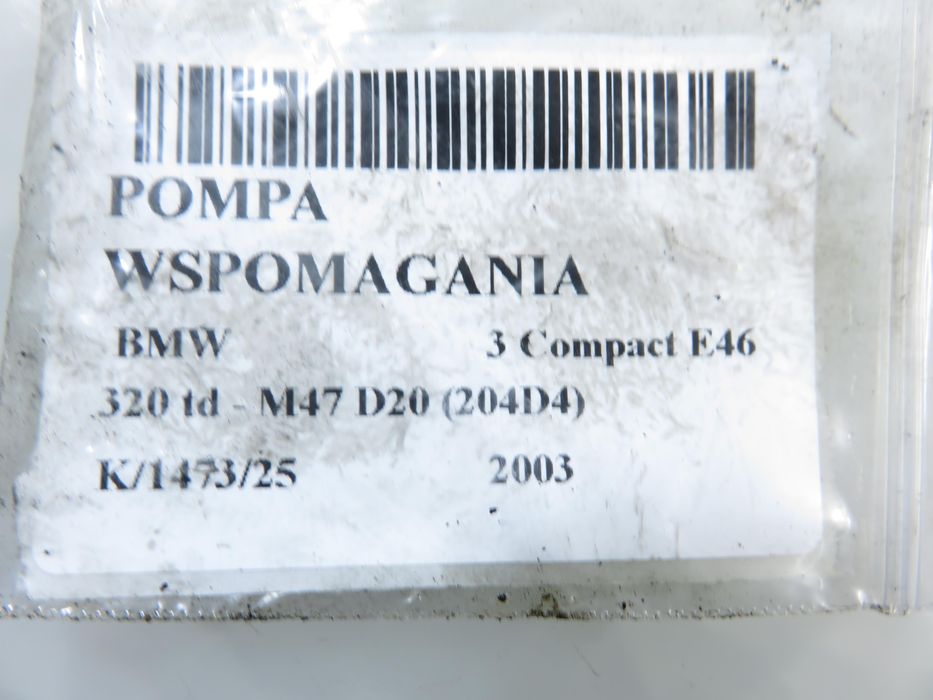 POMPA
WSPOMAGANIA
BMW 3 Compact E46
320 td - M47 D20 (204D4)
K/1473/25 2003